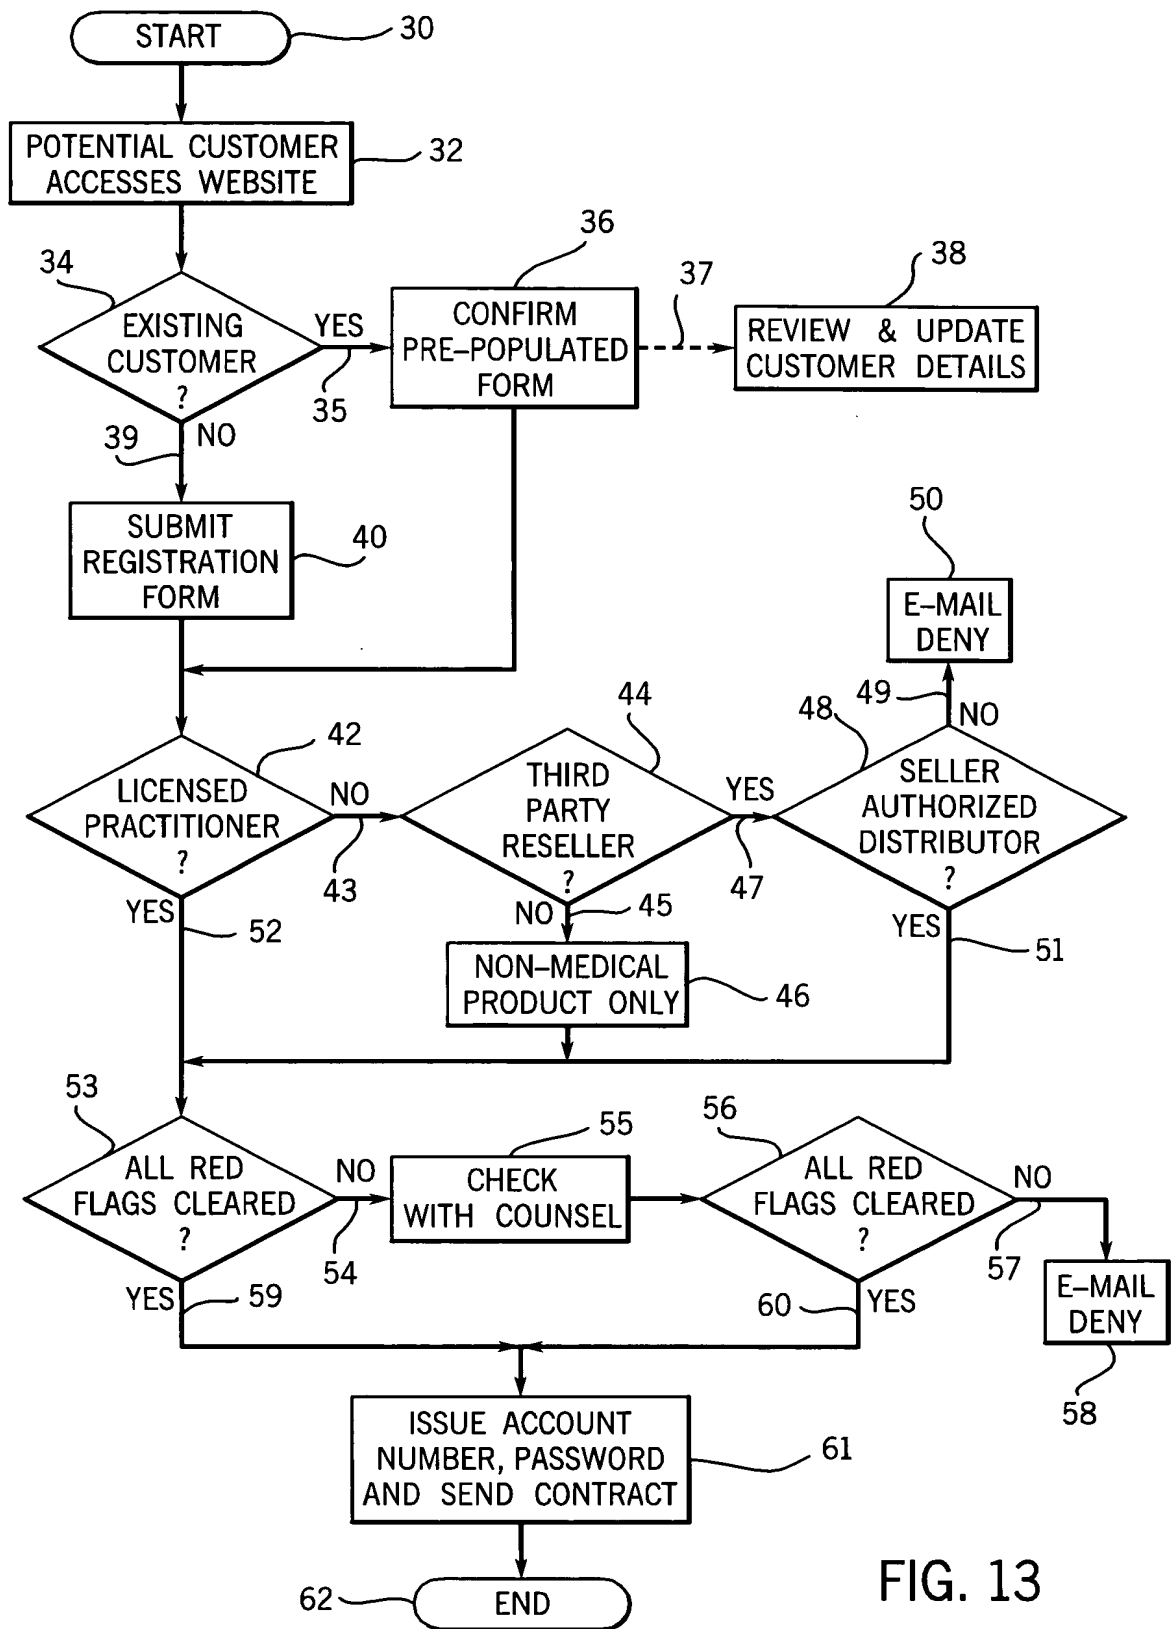 START
30
POTENTIAL CUSTOMER
ACCESSES WEBSITE
32
34
EXISTING
CUSTOMER
?
YES
35
36
CONFIRM
PRE-POPULATED
FORM
37
38
REVIEW & UPDATE
CUSTOMER DETAILS
39
NO
SUBMIT
REGISTRATION
FORM
40
50
E-MAIL
DENY
49
NO
42
LICENSED
PRACTITIONER
?
NO
43
44
THIRD
PARTY
RESELLER
?
YES
47
48
SELLER
AUTHORIZED
DISTRIBUTOR
?
YES
52
NO
45
YES
51
NON-MEDICAL
PRODUCT ONLY
46
53
ALL RED
FLAGS CLEARED
?
NO
54
55
CHECK
WITH COUNSEL
56
ALL RED
FLAGS CLEARED
?
NO
57
YES
59
60
YES
E-MAIL
DENY
58
ISSUE ACCOUNT
NUMBER, PASSWORD
AND SEND CONTRACT
61
62
END
FIG. 13